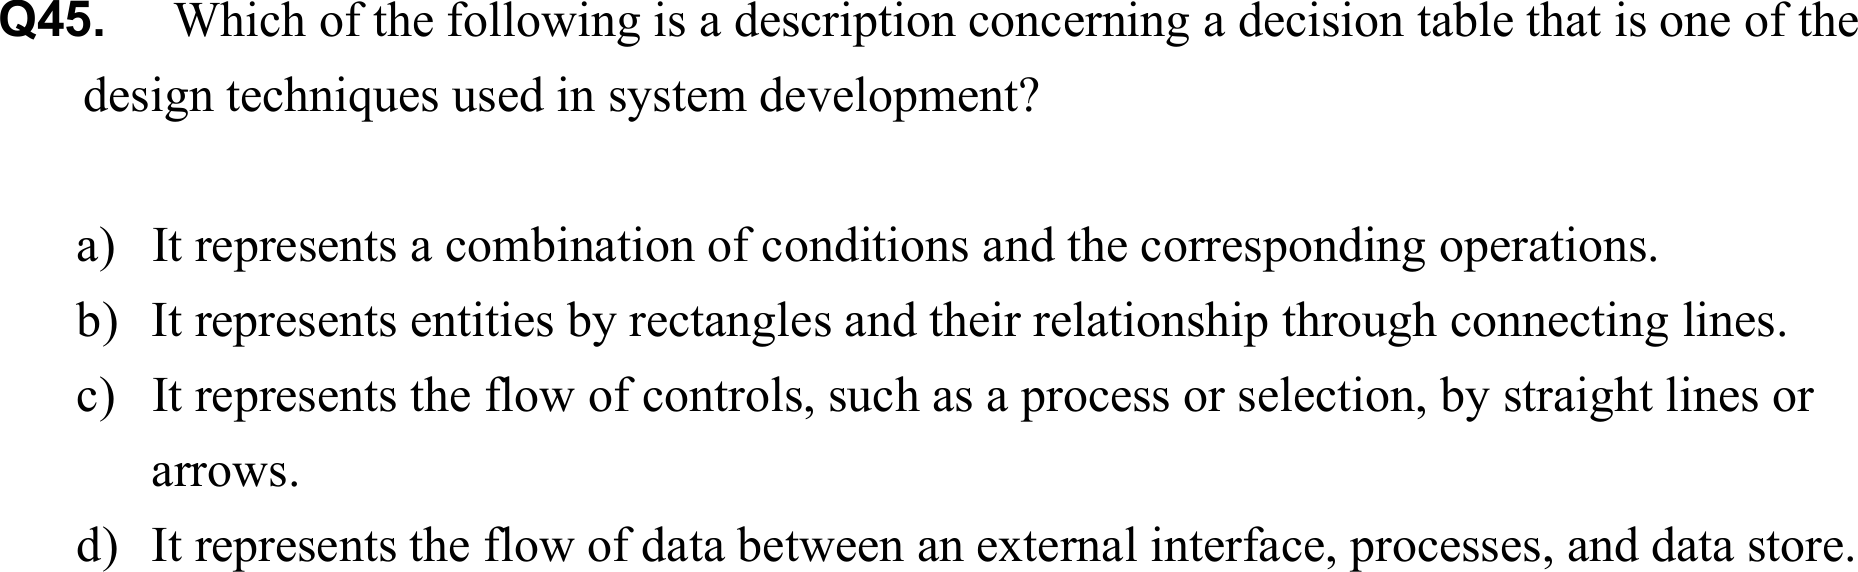 Q45. Which of the following is a description concerning a decision table that is one of the
design techniques used in system development?
a) It represents a combination of conditions and the corresponding operations.
b) It represents entities by rectangles and their relationship through connecting lines.
c) It represents the flow of controls, such as a process or selection, by straight lines or
arrows.
d) It represents the flow of data between an external interface, processes, and data store.